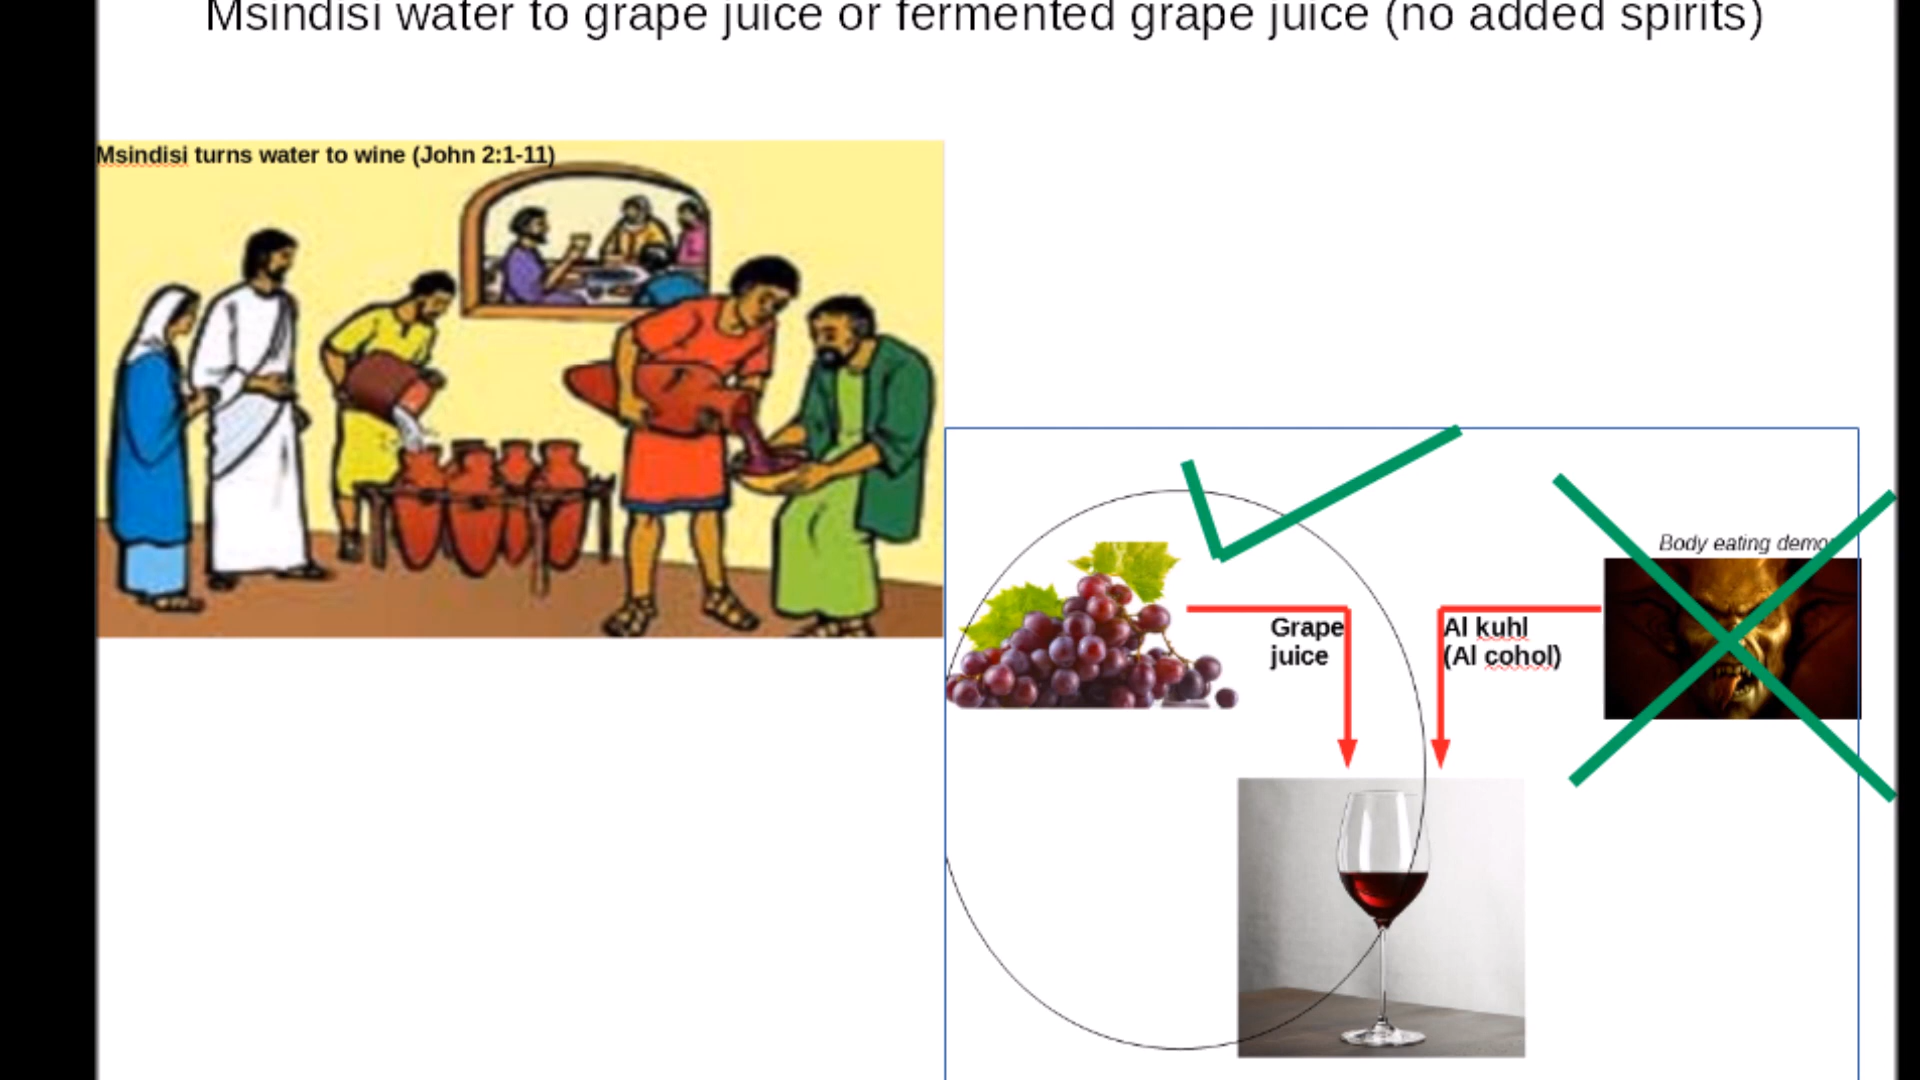 Msindisi water to grape juice or fermented grape juice (no added spirits)
Msindisi turns water to wine (John 2:1-11)
Body eating demon
Grape
juice
Al kuhl
(Al cohol)